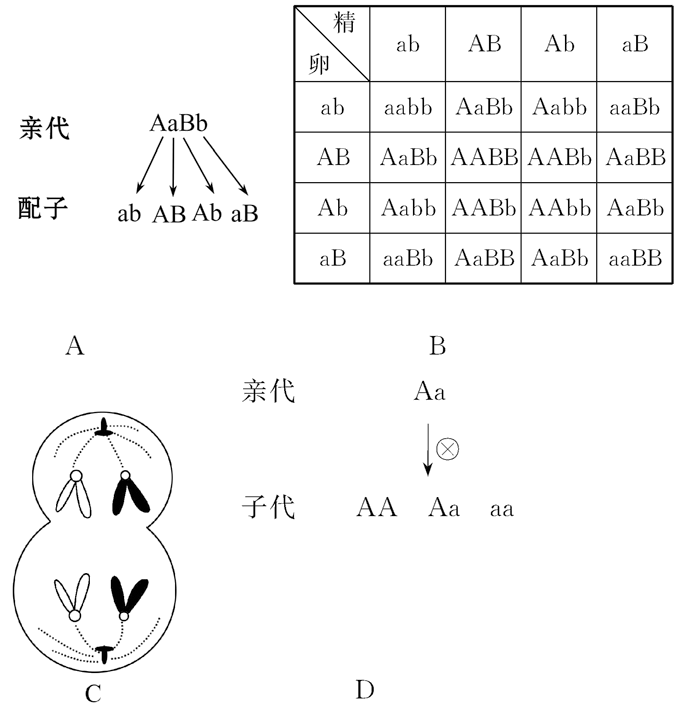 亲代 AaBb
配子 ab AB Ab aB
A
精 ab AB Ab aB
卵
ab aabb AaBb Aabb aaBb
AB AaBb AABB AABb AaBB
Ab Aabb AABb AAbb AaBb
aB aaBb AaBB AaBb aaBB
B
C
亲代 Aa
子代 AA Aa aa
D